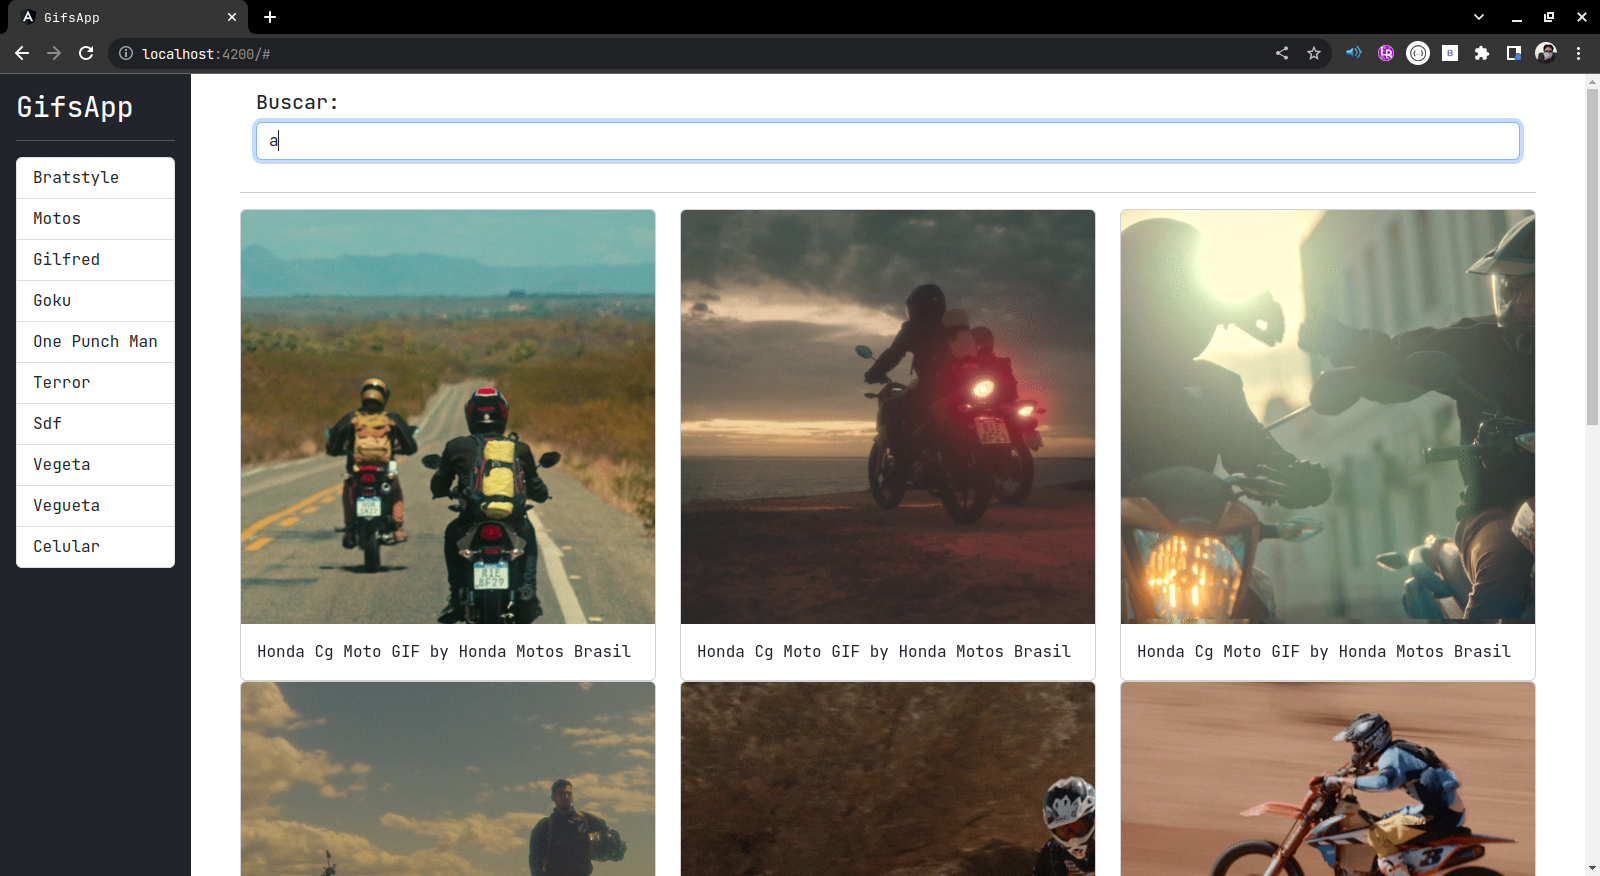 GifsApp
localhost:4200/#
GifsApp
Bratstyle
Motos
Gilfred
Goku
One Punch Man
Terror
Sdf
Vegeta
Vegueta
Celular
Buscar:
a
RIE
8F29
Honda Cg Moto GIF by Honda Motos Brasil
Honda Cg Moto GIF by Honda Motos Brasil
Honda Cg Moto GIF by Honda Motos Brasil